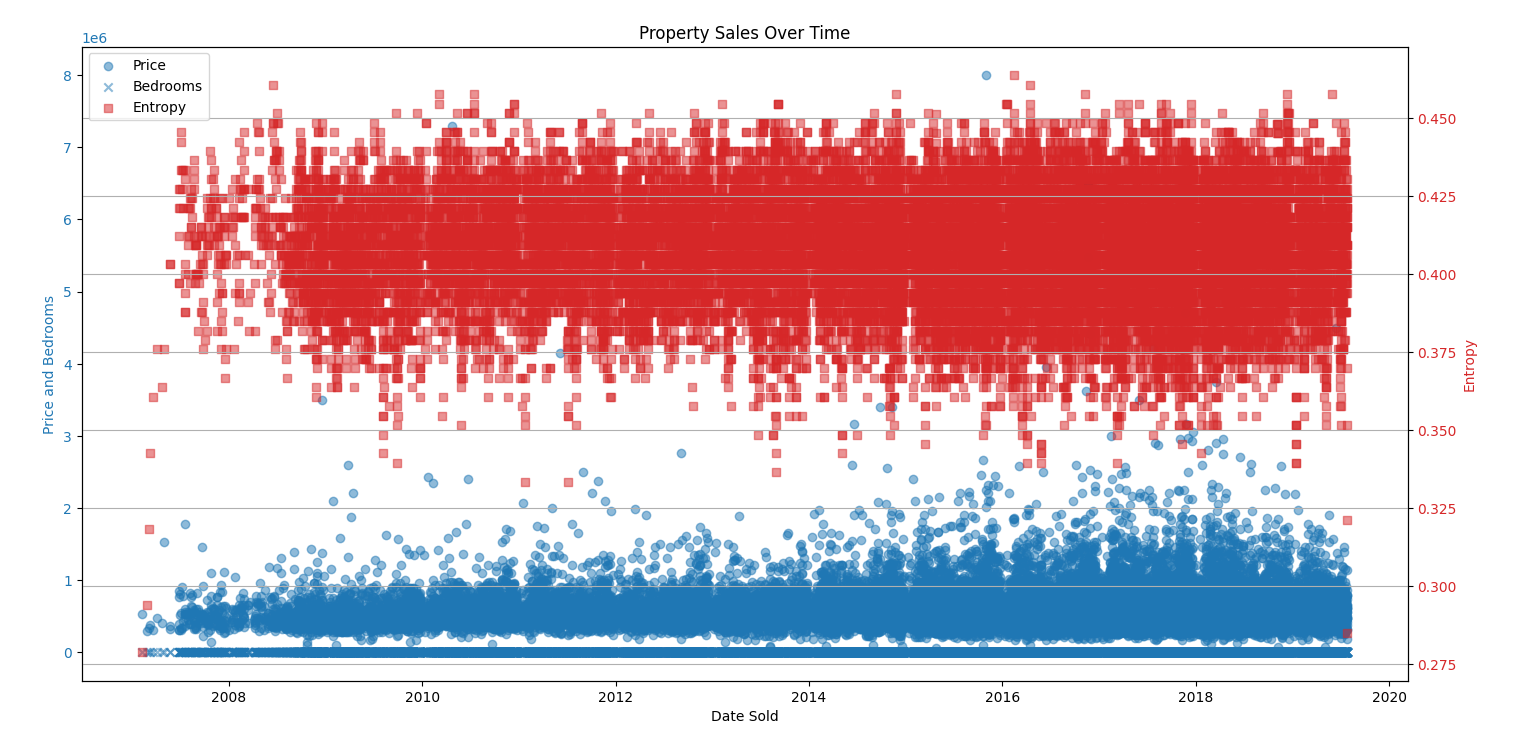 Property Sales Over Time
1e6
Price
Bedrooms
Entropy
8
7
6
5
4
3
2
1
0
Price and Bedrooms
0.450
0.425
0.400
0.375
0.350
0.325
0.300
0.275
Entropy
2008 2010 2012 2014 2016 2018 2020
Date Sold